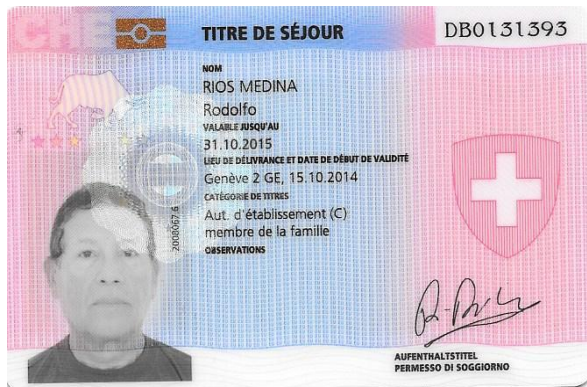 CHE
TITRE DE SÉJOUR
DB0131393
NOM
RIOS MEDINA
Rodolfo
VALABLE JUSQU'AU
31.10.2015
LIEU DE DÉLIVRANCE ET DATE DE DÉBUT DE VALIDITÉ
Genève 2 GE, 15.10.2014
CATÉGORIE DE TITRES
Aut. d'établissement (C)
membre de la famille
OBSERVATIONS
AUFENTHALTSTITEL
PERMESSO DI SOGGIORNO